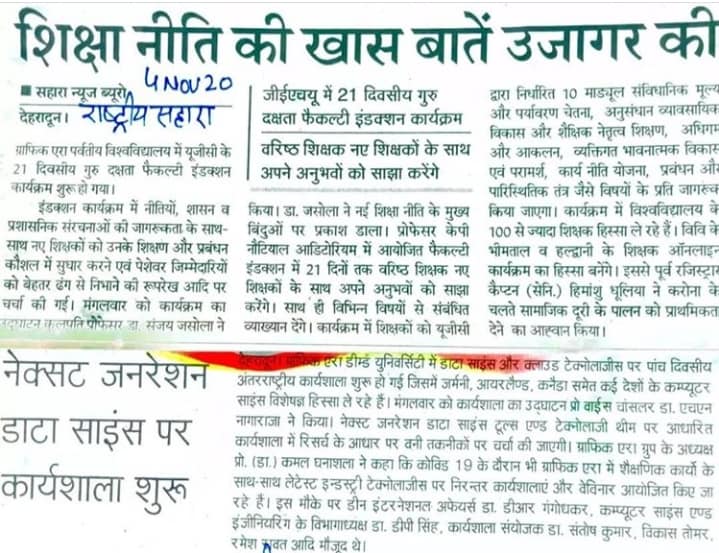 शिक्षा नीति की खास बातें उजागर की
■ सहारा न्यूज ब्यूरो
4 NOV 20
देहरादून।
राष्ट्रीय सहारा
ग्राफिक एरा पर्वतीय विश्वविद्यालय में यूजीसी के
21 दिवसीय गुरु दक्षता फैकल्टी इंडक्शन
कार्यक्रम शुरू हो गया।
इंडक्शन कार्यक्रम में नीतियों, शासन व
प्रशासनिक संरचनाओं की जागरूकता के साथ-
साथ नए शिक्षकों को उनके शिक्षण और प्रबंधन
कौशल में सुधार करने एवं पेशेवर जिम्मेदारियों
को बेहतर ढंग से निभाने की रूपरेख आदि पर
चर्चा की गई। मंगलवार को कार्यक्रम का
उद्घाटन कुलपति प्रोफेसर डा. संजय जसोला ने
जीईएचयू में 21 दिवसीय गुरु
दक्षता फैकल्टी इंडक्शन कार्यक्रम
वरिष्ठ शिक्षक नए शिक्षकों के साथ
अपने अनुभवों को साझा करेंगे
किया। डा. जसोला ने नई शिक्षा नीति के मुख्य
बिंदुओं पर प्रकाश डाला। प्रोफेसर केपी
नौटियाल आडिटोरियम में आयोजित फैकल्टी
इंडक्शन में 21 दिनों तक वरिष्ठ शिक्षक नए
शिक्षकों के साथ अपने अनुभवों को साझा
करेंगे। साथ ही विभिन्न विषयों से संबंधित
व्याख्यान देंगे। कार्यक्रम में शिक्षकों को यूजीसी
द्वारा निर्धारित 10 माड्यूल संविधानिक मूल्य
और पर्यावरण चेतना, अनुसंधान व्यावसायिक
विकास और शैक्षिक नेतृत्व शिक्षण, अधिगम
और आकलन, व्यक्तिगत भावनात्मक विकास
एवं परामर्श, कार्य नीति योजना, प्रबंधन और
पारिस्थितिक तंत्र जैसे विषयों के प्रति जागरूक
किया जाएगा। कार्यक्रम में विश्वविद्यालय के
100 से ज्यादा शिक्षक हिस्सा ले रहे हैं। विवि के
भीमताल व हल्द्वानी के शिक्षक ऑनलाइन
कार्यक्रम का हिस्सा बनेंगे। इससे पूर्व रजिस्ट्रार
कैप्टन (सेनि.) हिमांशु धूलिया ने करोना के
चलते सामाजिक दूरी के पालन को प्राथमिकता
देने का आह्वान किया।
नेक्सट जनरेशन
डाटा साइंस पर
कार्यशाला शुरू
देहरादून। ग्राफिक एरा डीम्ड युनिवर्सिटी में डाटा साइंस और क्लाउड टेक्नोलाजीस पर पांच दिवसीय
अंतरराष्ट्रीय कार्यशाला शुरू हो गई जिसमें जर्मनी, आयरलैण्ड, कनैडा समेत कई देशों के कम्प्यूटर
साइंस विशेषज्ञ हिस्सा ले रहे हैं। मंगलवार को कार्यशाला का उद्घाटन प्रो वाईस चांसलर डा. एचएन
नागाराजा ने किया। नेक्सट जनरेशन डाटा साइंस टूल्स एण्ड टेक्नोलाजी थीम पर आधारित
कार्यशाला में रिसर्च के आधार पर बनी तकनीकों पर चर्चा की जाएगी। ग्राफिक एरा ग्रुप के अध्यक्ष
प्रो. (डा.) कमल घनशाला ने कहा कि कोविड 19 के दौरान भी ग्राफिक एरा में शैक्षणिक कार्यो के
साथ-साथ लेटेस्ट इन्डस्ट्री टेक्नोलाजीस पर निरन्तर कार्यशालाएं और वेविनार आयोजित किए जा
रहे हैं। इस मौके पर डीन इंटरनेशनल अफेयर्स डा. डीआर गंगोधकर, कम्प्यूटर साइंस एण्ड
इंजीनियरिंग के विभागाध्यक्ष डा. डीपी सिंह, कार्यशाला संयोजक डा. संतोष कुमार, विकास तोमर,
रमेश रावत आदि मौजूद थे।